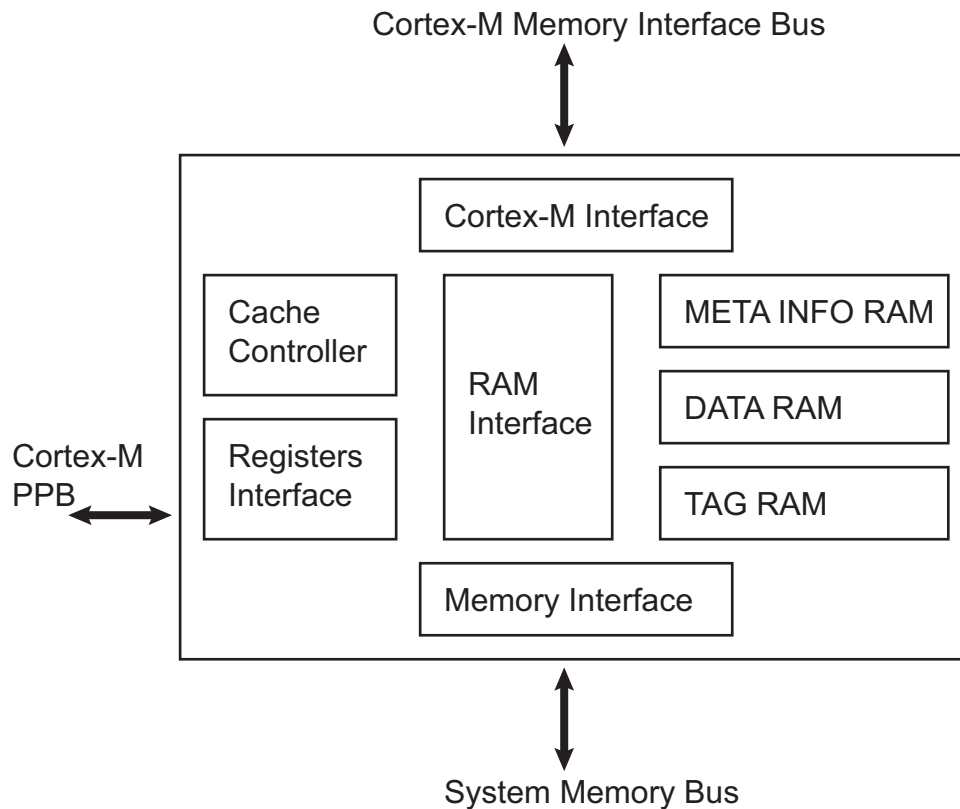 Cortex-M Memory Interface Bus
Cortex-M Interface
Cache
Controller
RAM
Interface
META INFO RAM
DATA RAM
TAG RAM
Registers
Interface
Cortex-M
PPB
Memory Interface
System Memory Bus